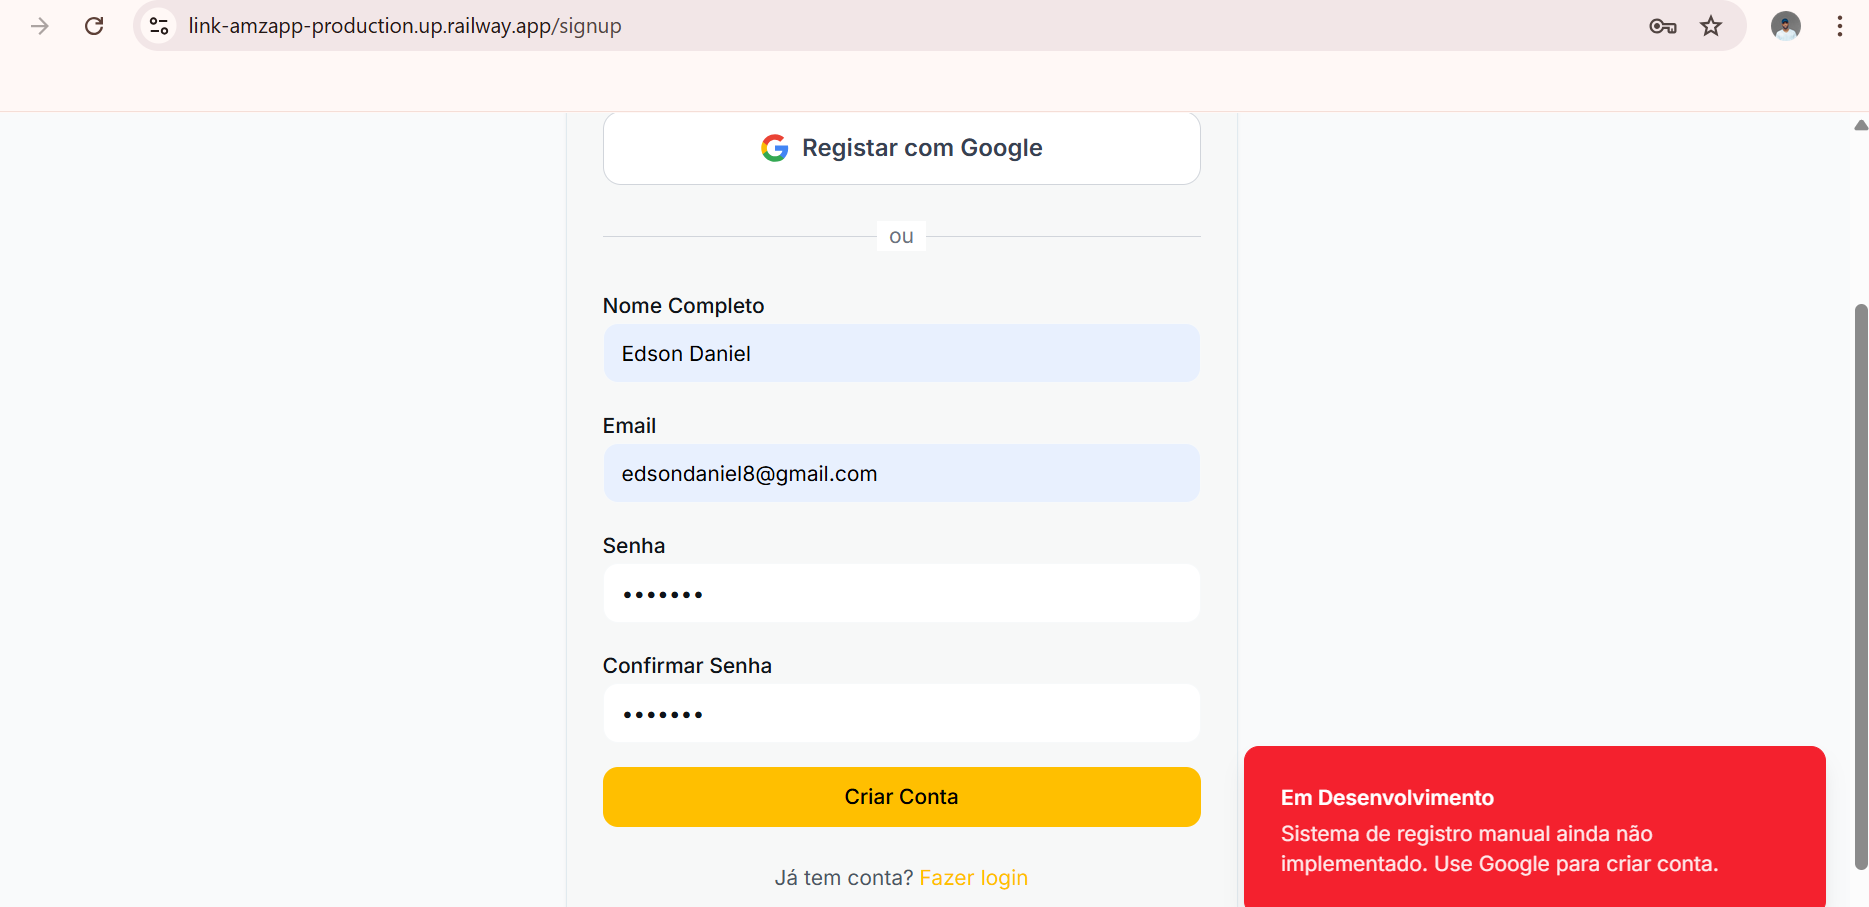 link-amzapp-production.up.railway.app/signup
Registar com Google
ou
Nome Completo
Edson Daniel
Email
edsondaniel8@gmail.com
Senha
•••••••
Confirmar Senha
•••••••
Criar Conta
Já tem conta? Fazer login
Em Desenvolvimento
Sistema de registro manual ainda não
implementado. Use Google para criar conta.